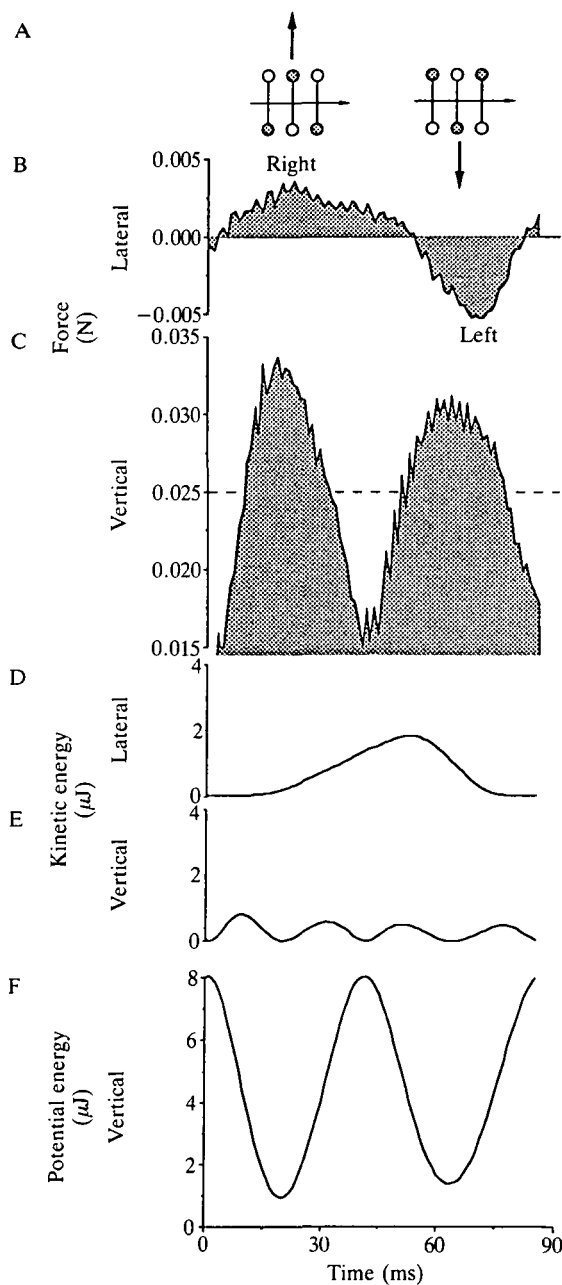 A
B
Right
0.005
0.000
−0.005
Lateral
Left
Force
(N)
C
0.035
0.030
0.025
0.020
0.015
Vertical
D
4
2
0
Lateral
Kinetic energy
(μJ)
E
4
2
0
Vertical
F
8
6
4
2
0
Potential energy
(μJ)
Vertical
0
30
60
90
Time (ms)